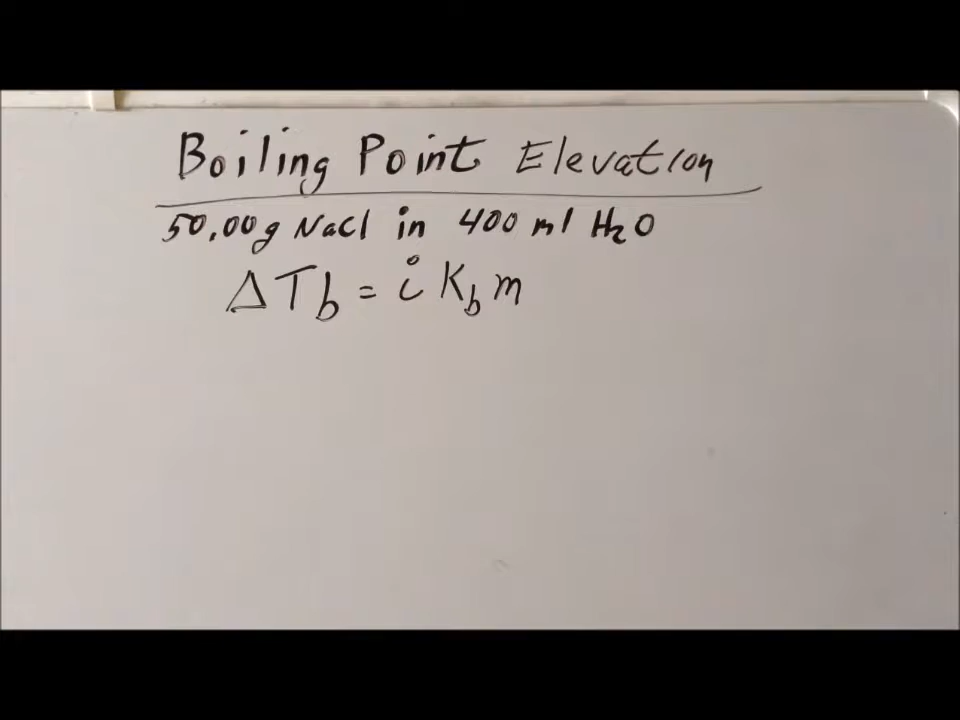 Boiling Point Elevation
50.00g NaCl in 400 ml H₂O
ΔTb = i Kb m